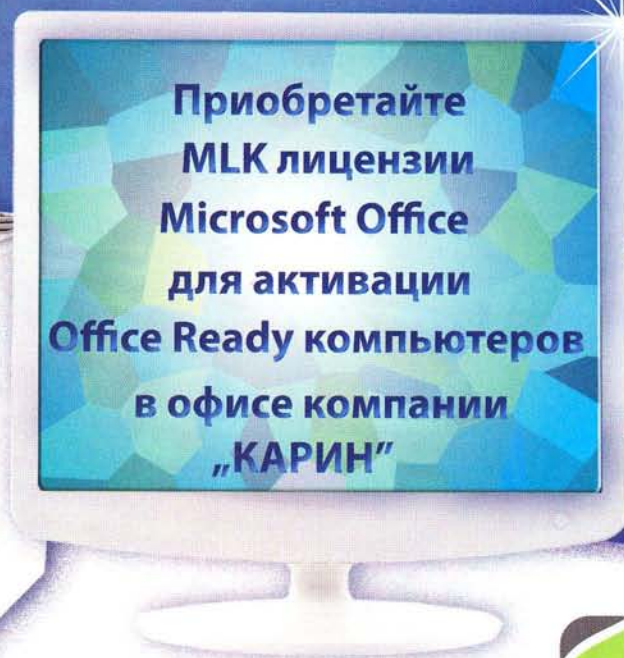 Приобретайте
MLK лицензии
Microsoft Office
для активации
Office Ready компьютеров
в офисе компании
„КАРИН”